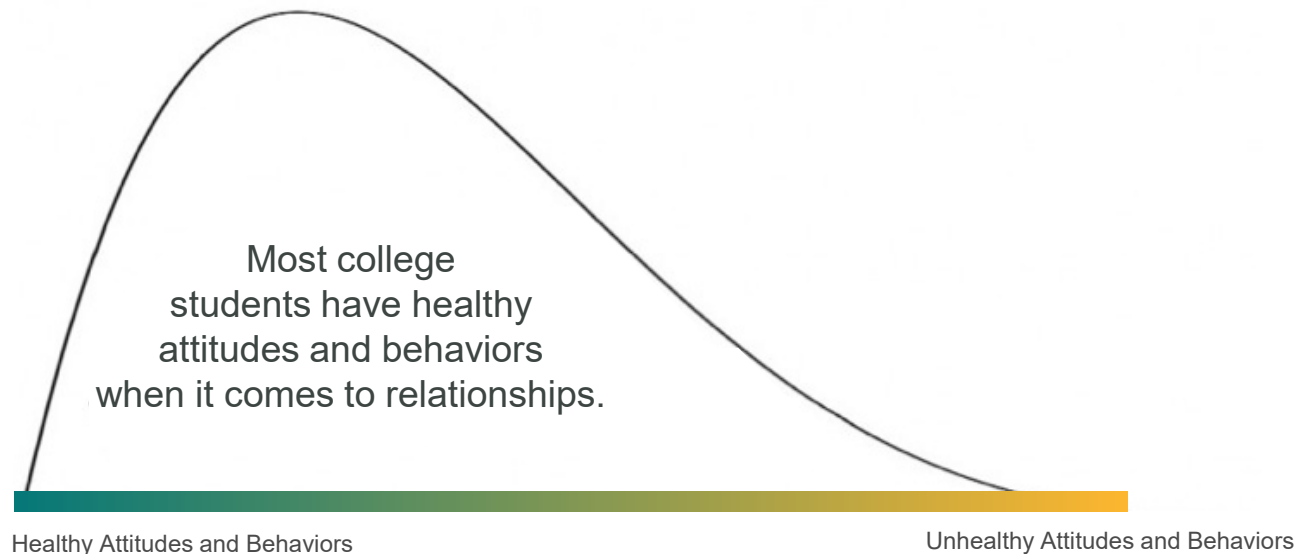 Most college
students have healthy
attitudes and behaviors
when it comes to relationships.
Healthy Attitudes and Behaviors
Unhealthy Attitudes and Behaviors